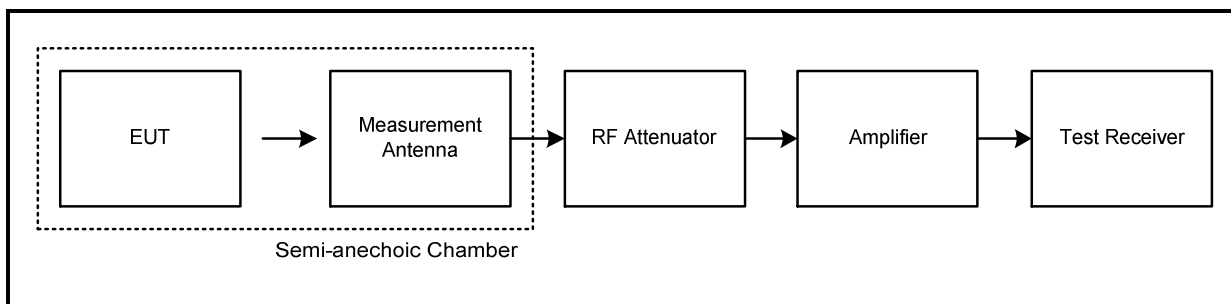 EUT
Measurement
Antenna
RF Attenuator
Amplifier
Test Receiver
Semi-anechoic Chamber